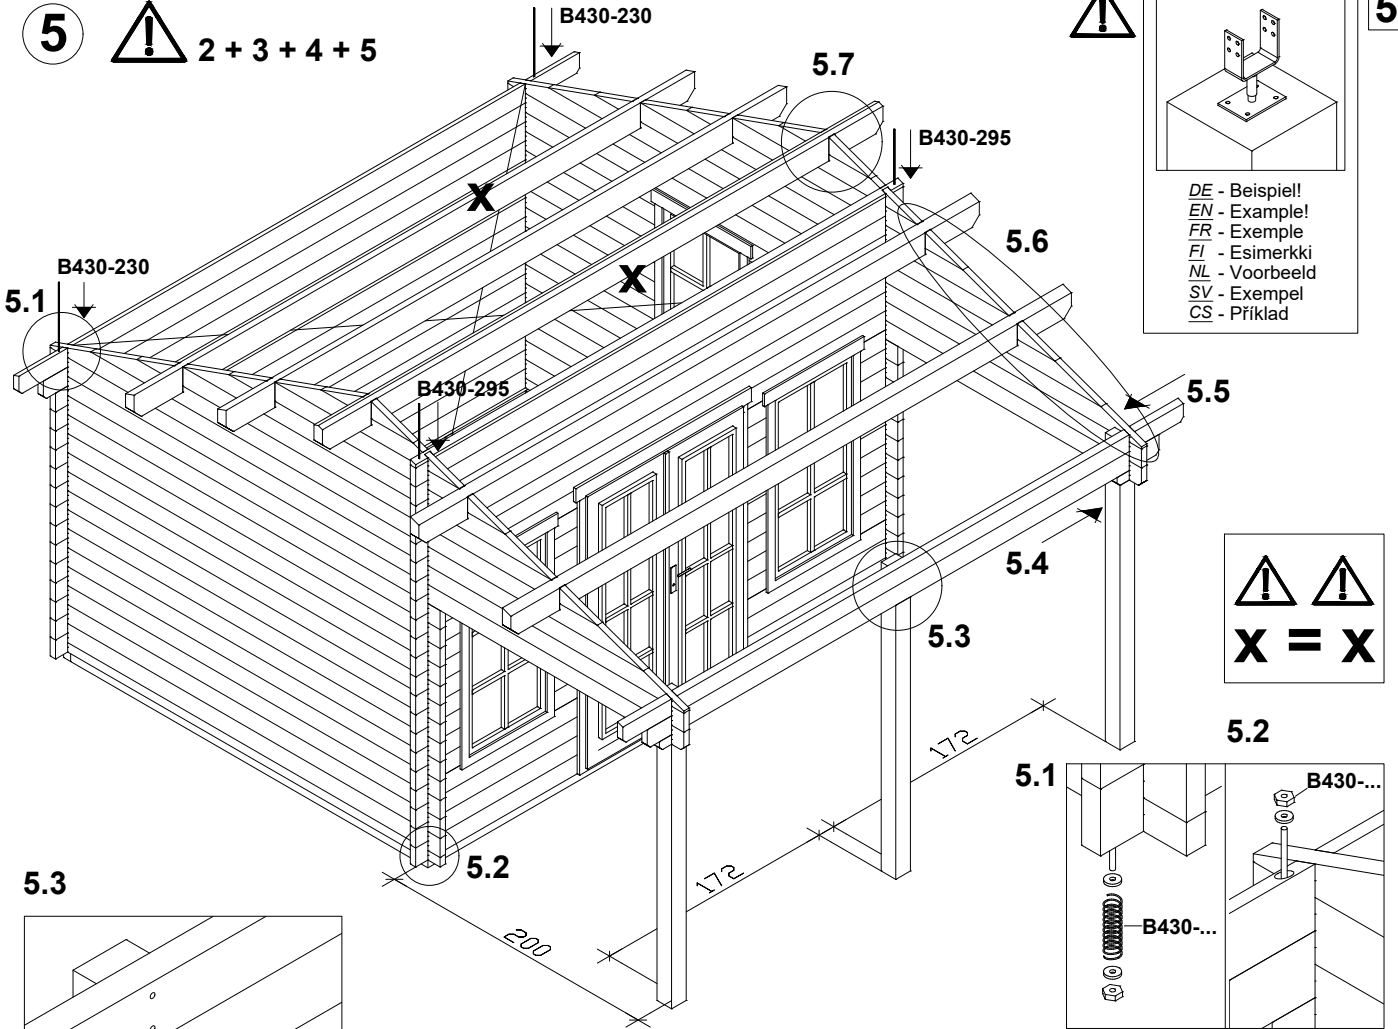 5
2 + 3 + 4 + 5
B430-230
5.7
5
B430-295
DE - Beispiel!
EN - Example!
FR - Exemple
FI - Esimerkki
NL - Voorbeeld
SV - Exempel
CS - Příklad
x
5.6
B430-230
5.1
x
B430-295
5.5
5.4
5.3
x = x
172
5.2
5.1
B430-...
172
5.2
5.3
200
B430-...